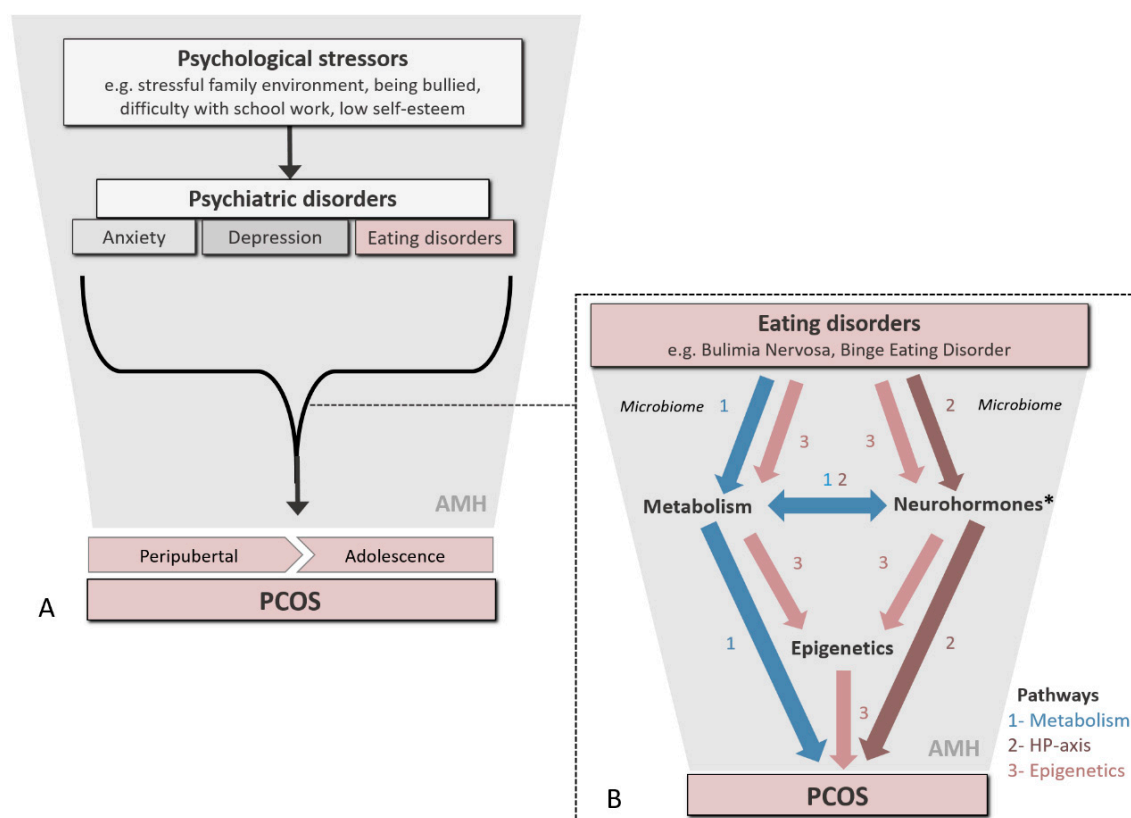 Psychological stressors
e.g. stressful family environment, being bullied,
difficulty with school work, low self-esteem
Psychiatric disorders
Anxiety
Depression
Eating disorders
AMH
Peripubertal
Adolescence
PCOS
A
Eating disorders
e.g. Bulimia Nervosa, Binge Eating Disorder
Microbiome
1
3
3
2
Microbiome
1 2
Metabolism
Neurohormones*
3
3
Epigenetics
1
2
3
Pathways
1- Metabolism
2- HP-axis
3- Epigenetics
AMH
PCOS
B